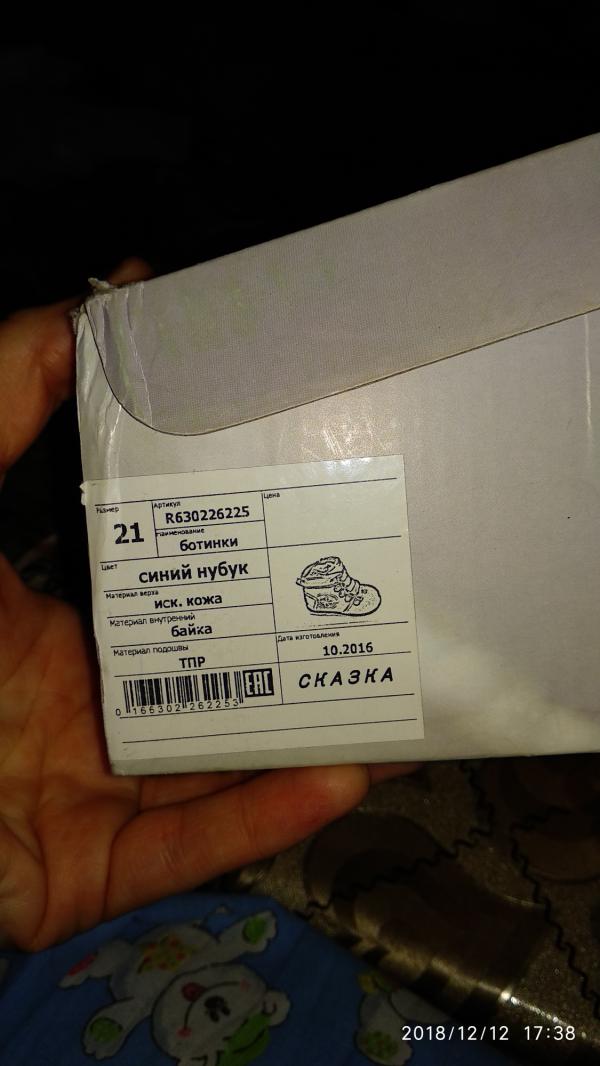 Размер
21
Артикул
R630226225
Наименование
ботинки
Цена
Цвет
синий нубук
Материал верха
иск. кожа
Материал внутренний
байка
Материал подошвы
ТПР
Дата изготовления
10.2016
СКАЗКА
EAC
0 166302 262253
2018/12/12 17:38